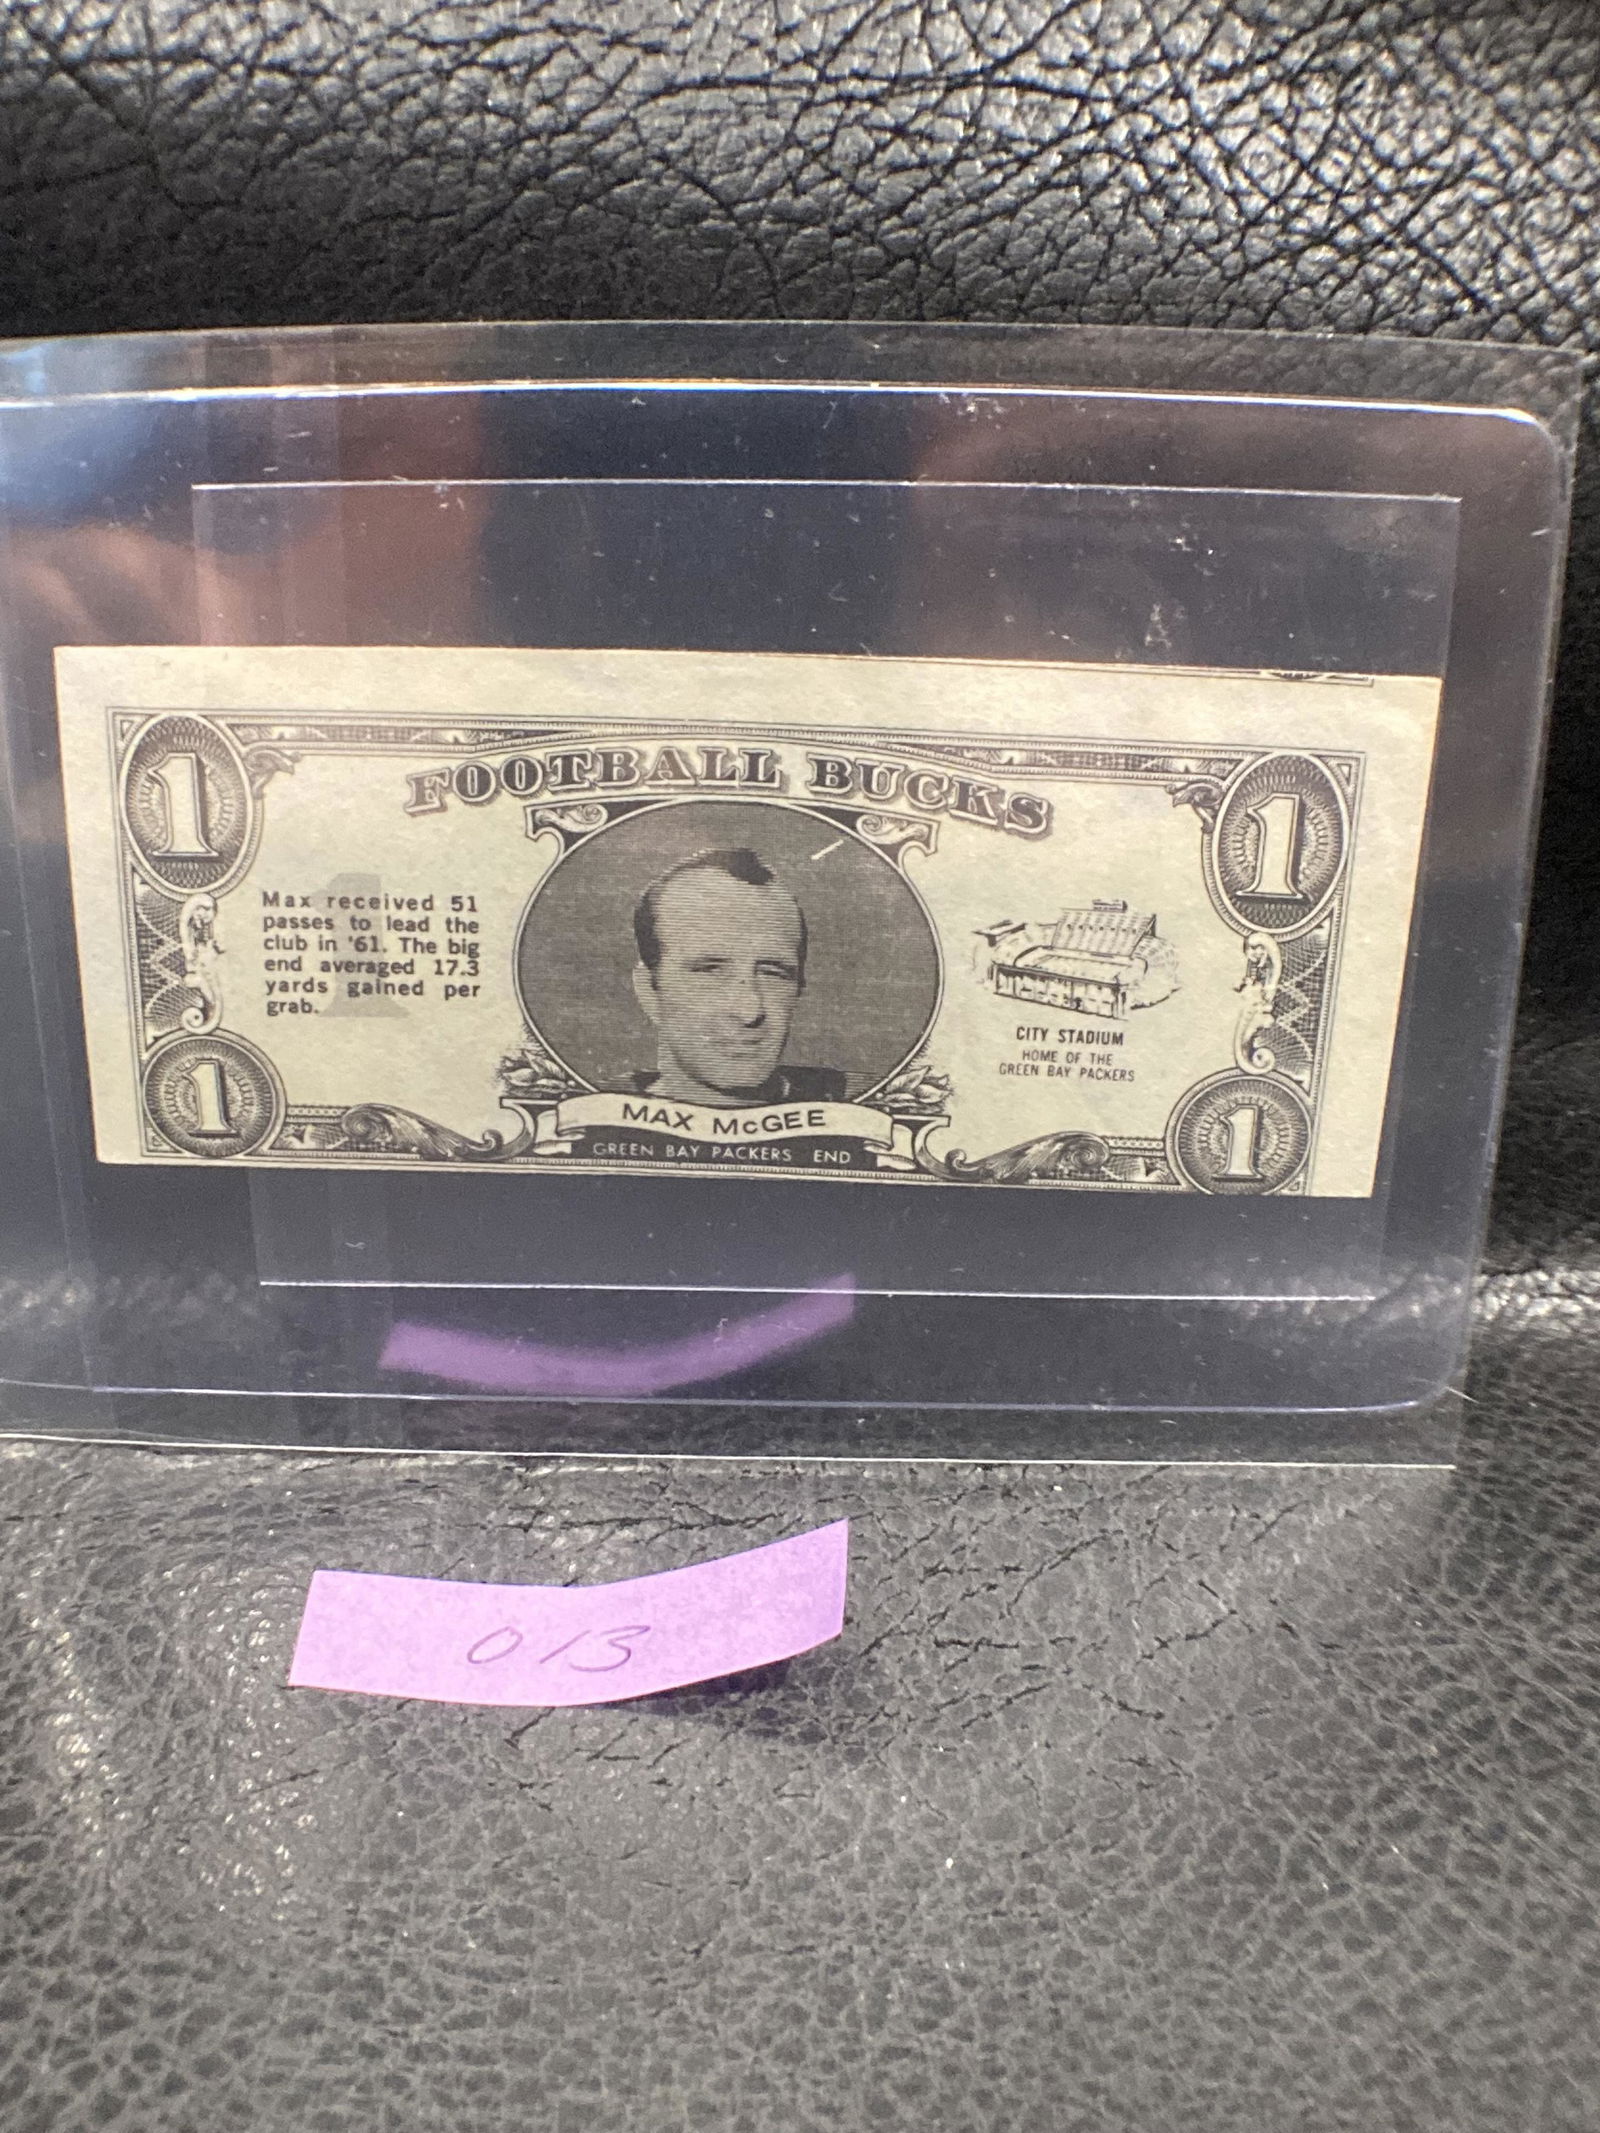 FOOTBALL BUCKS
1
1
1
Max received 51
passes to lead the
club in '61. The big
end averaged 17.3
yards gained per
grab.
CITY STADIUM
HOME OF THE
GREEN BAY PACKERS
1
1
MAX McGEE
GREEN BAY PACKERS END
013